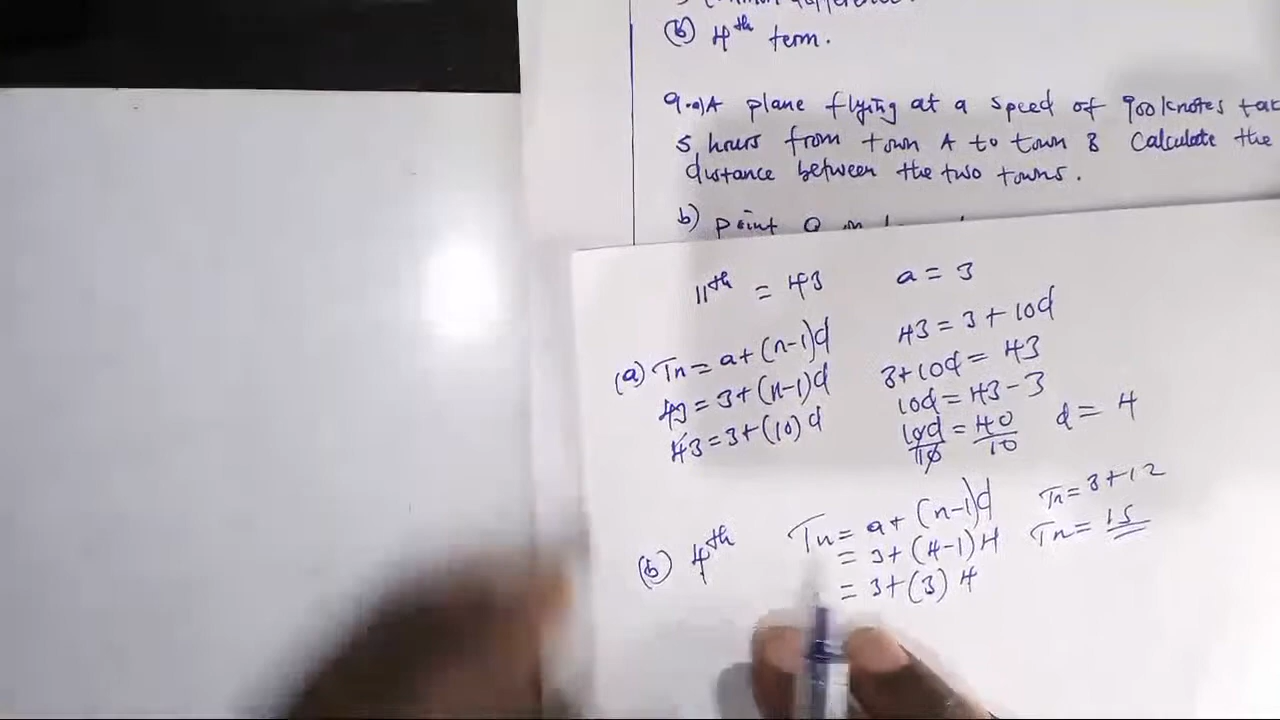 (b) 4th term.
9.a) A plane flying at a speed of 900knotes
5 hours from town A to town B Calculate the
distance between the two towns.
b) point Q
11th = 43
a = 3
(a) Tn = a + (n-1)d
43 = 3 + (n-1)d
43 = 3 + (10) d
43 = 3 + 10d
3 + 10d = 43
10d = 43 - 3
10d/10 = 40/10
d = 4
(b) 4th
Tn = a + (n-1)d
= 3 + (4-1) 4
= 3 + (3) 4
Tn = 3 + 12
Tn = 15